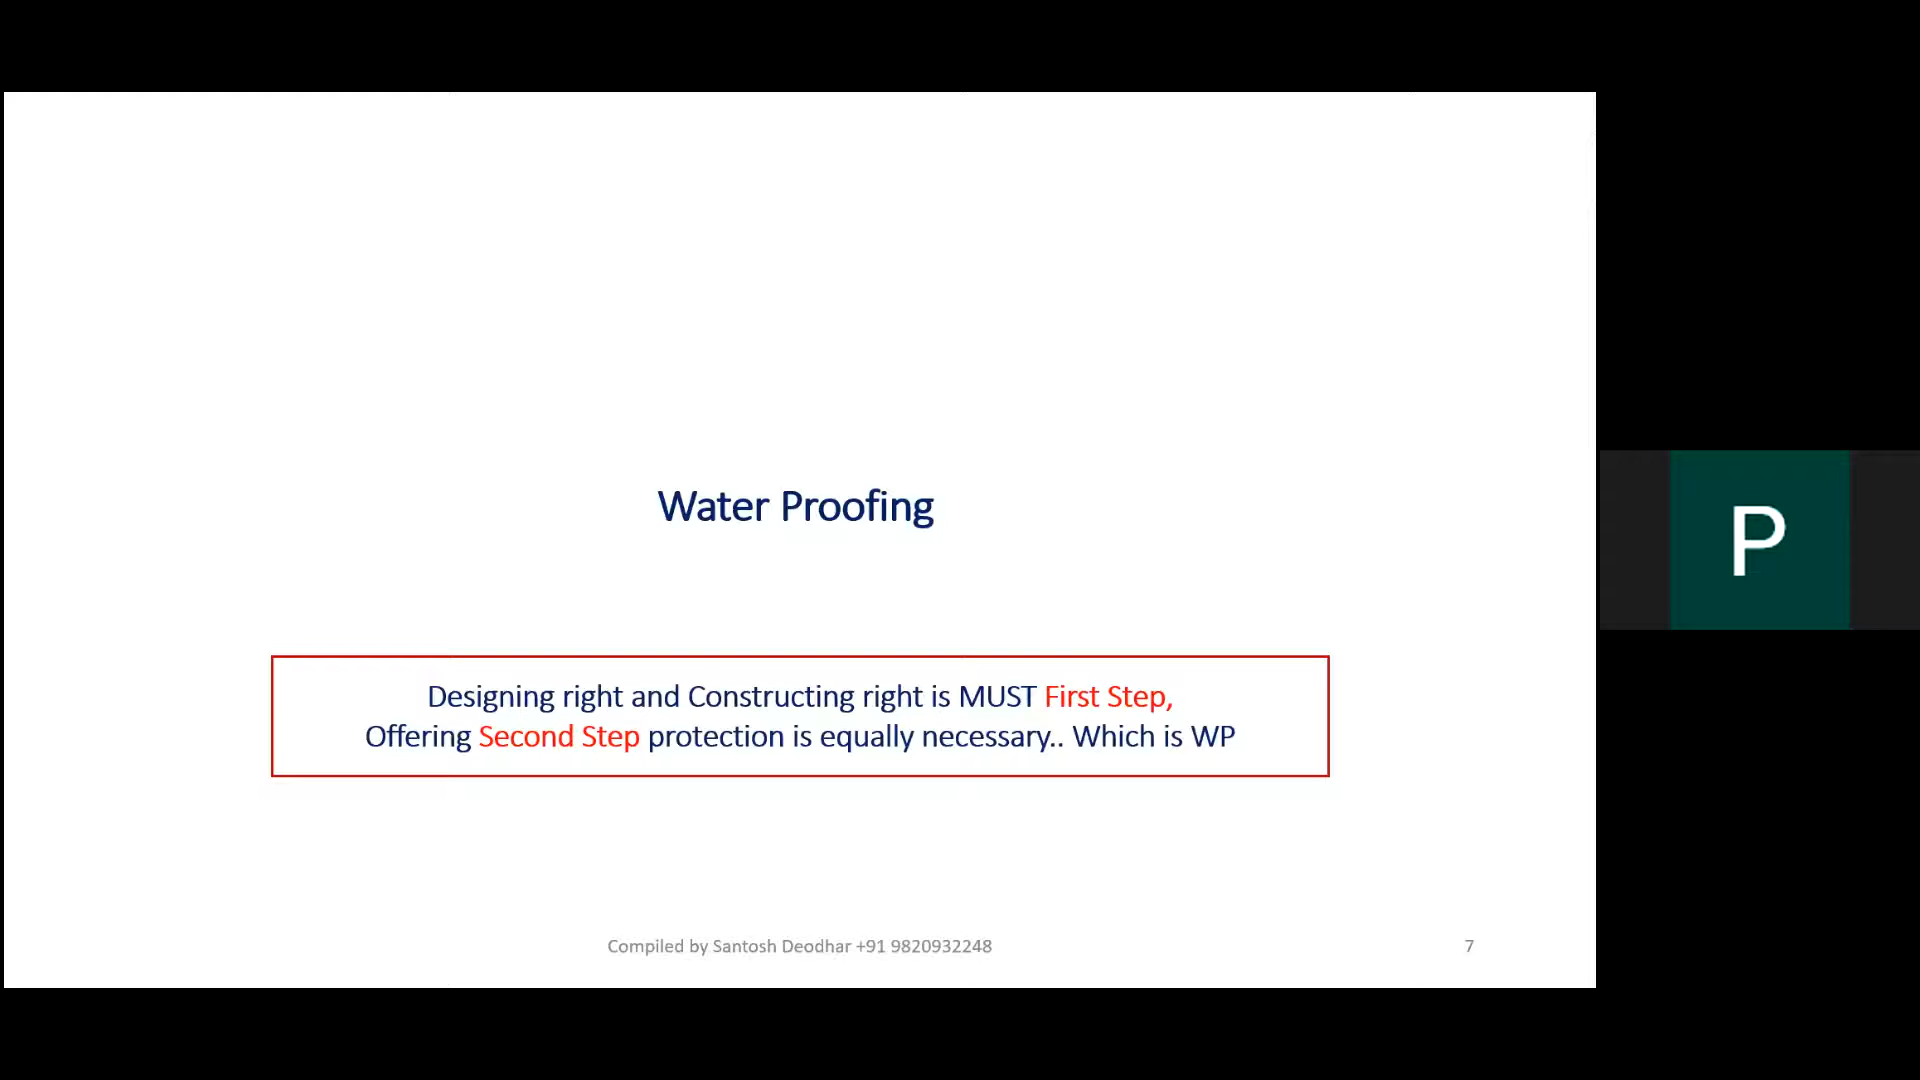 Water Proofing
Designing right and Constructing right is MUST First Step,
Offering Second Step protection is equally necessary.. Which is WP
Compiled by Santosh Deodhar +91 9820932248
7
P